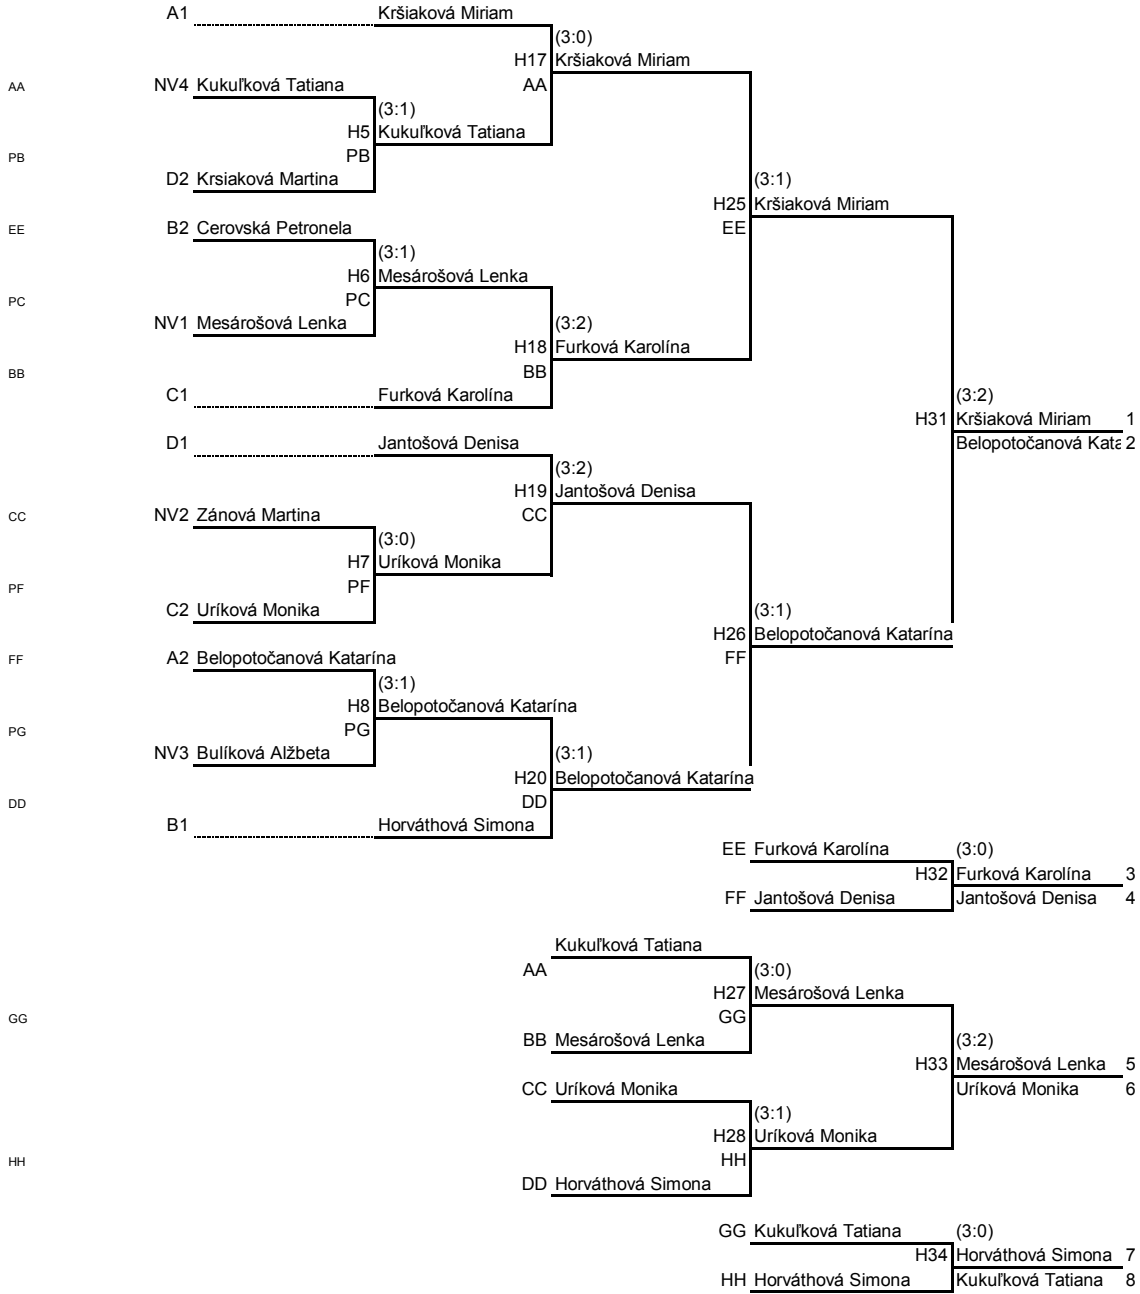 A1 Kršiaková Miriam
(3:0)
H17 Kršiaková Miriam
AA NV4 Kukuľková Tatiana AA
(3:1)
H5 Kukuľková Tatiana
PB PB
D2 Krsiaková Martina (3:1)
H25 Kršiaková Miriam
EE B2 Cerovská Petronela EE
(3:1)
H6 Mesárošová Lenka
PC PC
NV1 Mesárošová Lenka (3:2)
H18 Furková Karolína
BB BB
C1 Furková Karolína (3:2)
H31 Kršiaková Miriam 1
D1 Jantošová Denisa Belopotočanová Kata 2
(3:2)
H19 Jantošová Denisa
CC NV2 Zánová Martina CC
(3:0)
H7 Uríková Monika
PF PF
C2 Uríková Monika (3:1)
H26 Belopotočanová Katarína
FF A2 Belopotočanová Katarína FF
(3:1)
H8 Belopotočanová Katarína
PG PG
NV3 Bulíková Alžbeta (3:1)
H20 Belopotočanová Katarína
DD DD
B1 Horváthová Simona
EE Furková Karolína (3:0)
H32 Furková Karolína 3
FF Jantošová Denisa Jantošová Denisa 4
Kukuľková Tatiana
AA (3:0)
H27 Mesárošová Lenka
GG GG
BB Mesárošová Lenka (3:2)
H33 Mesárošová Lenka 5
CC Uríková Monika Uríková Monika 6
(3:1)
H28 Uríková Monika
HH HH
DD Horváthová Simona
GG Kukuľková Tatiana (3:0)
H34 Horváthová Simona 7
HH Horváthová Simona Kukuľková Tatiana 8